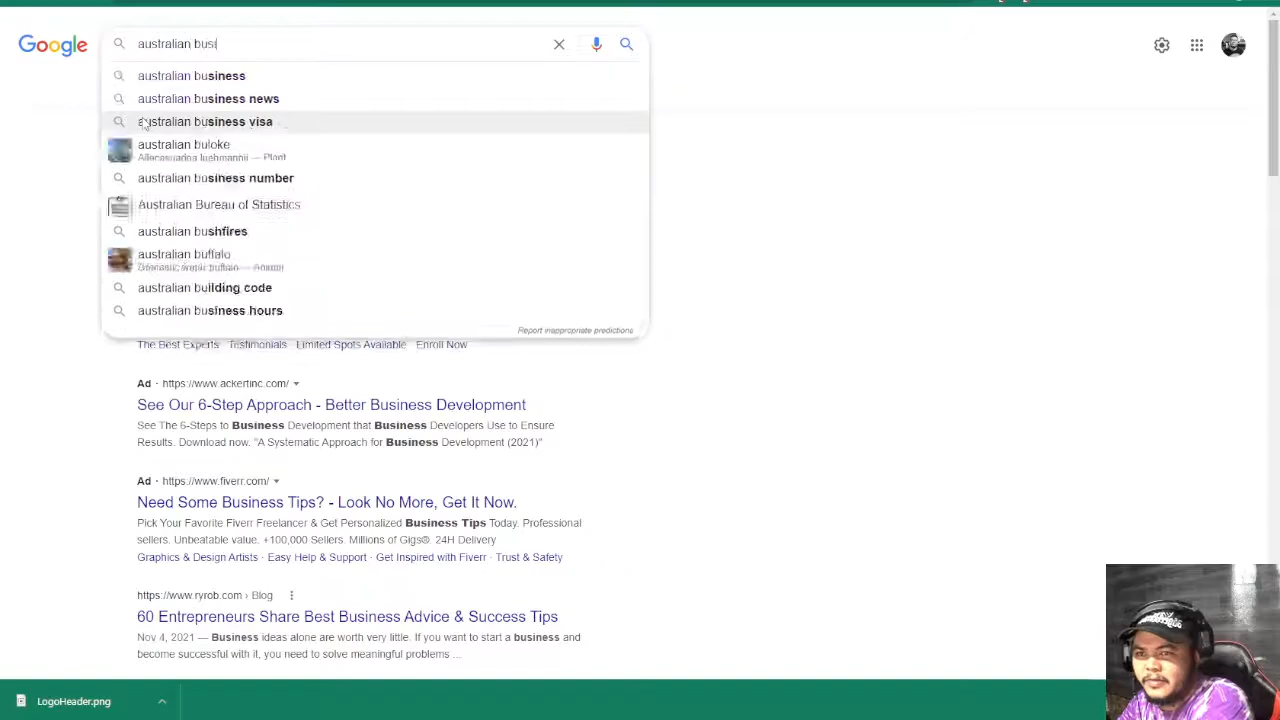 Google
australian busi
australian business
australian business news
australian business visa
australian buloke
Allocasuarina luehmannii — Plant
australian business number
Australian Bureau of Statistics
australian bushfires
australian buffalo
australian building code
australian business hours
Report inappropriate predictions
The Best Experts Testimonials Limited Spots Available Enroll Now
Ad · https://www.ackertinc.com/
See Our 6-Step Approach - Better Business Development
See The 6-Steps to Business Development that Business Developers Use to Ensure
Results. Download now. "A Systematic Approach for Business Development (2021)"
Ad · https://www.fiverr.com/
Need Some Business Tips? - Look No More, Get It Now.
Pick Your Favorite Fiverr Freelancer & Get Personalized Business Tips Today. Professional
sellers. Unbeatable value. +100,000 Sellers. Millions of Gigs®. 24H Delivery
Graphics & Design Artists · Easy Help & Support · Get Inspired with Fiverr · Trust & Safety
https://www.ryrob.com › Blog
60 Entrepreneurs Share Best Business Advice & Success Tips
Nov 4, 2021 — Business ideas alone are worth very little. If you want to start a business and
become successful with it, you need to solve meaningful problems ...
LogoHeader.png